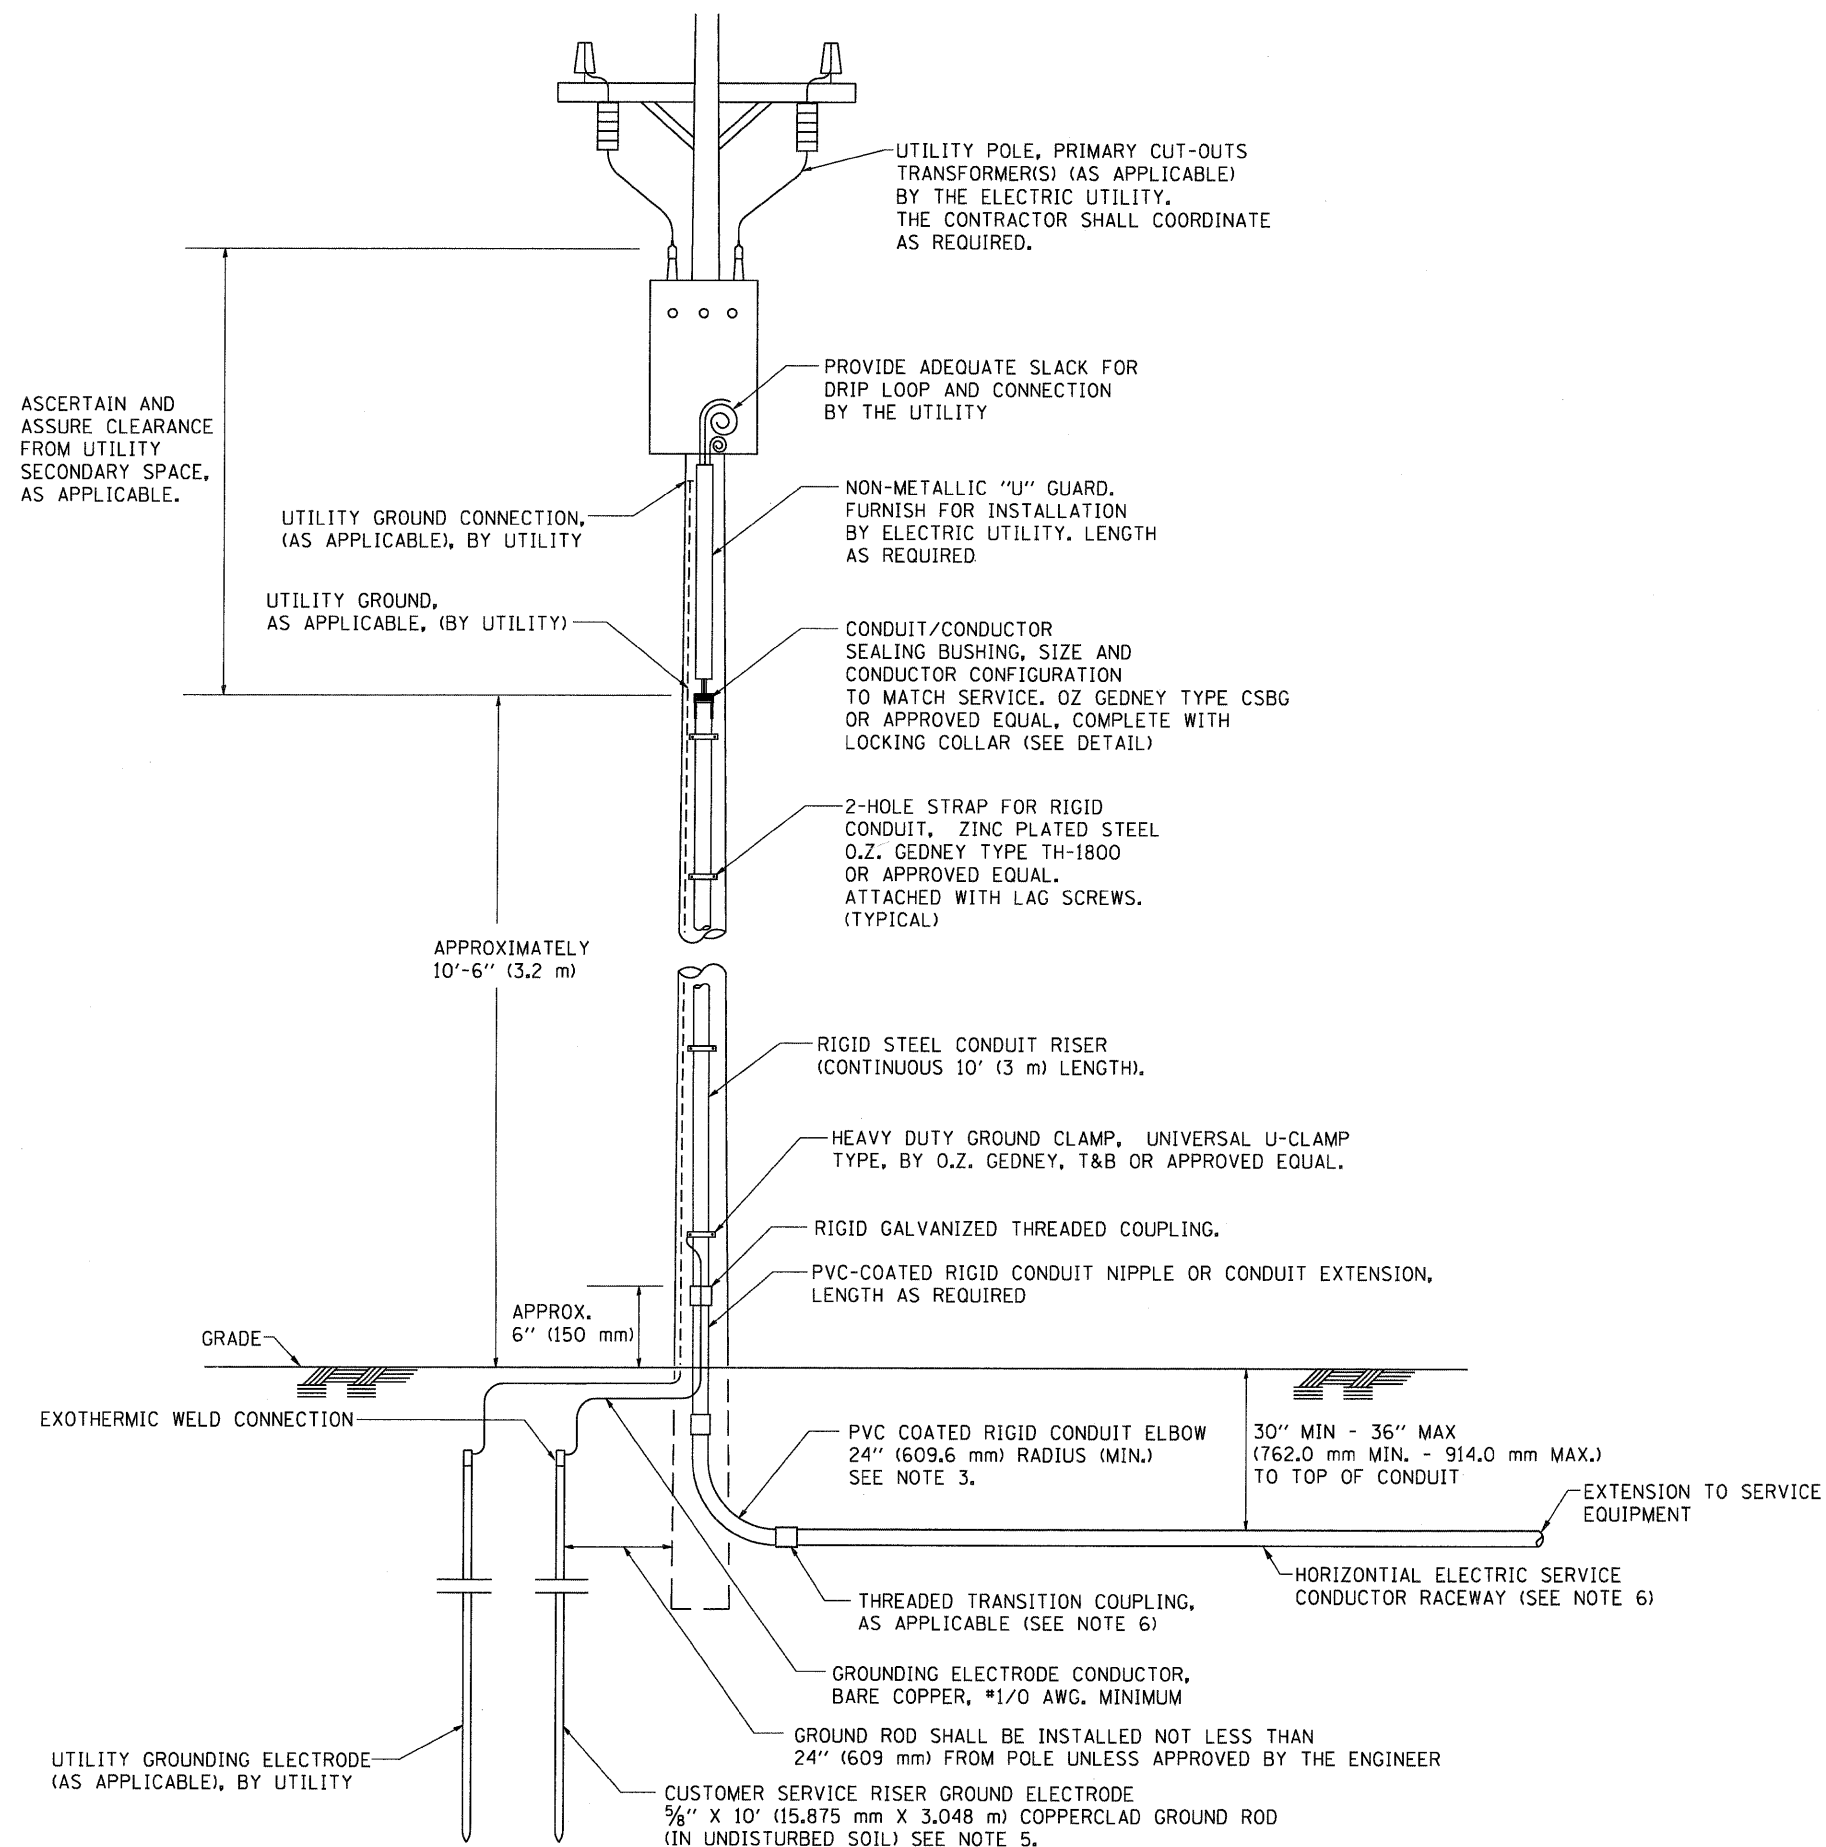 UTILITY POLE, PRIMARY CUT-OUTS
TRANSFORMER(S) (AS APPLICABLE)
BY THE ELECTRIC UTILITY.
THE CONTRACTOR SHALL COORDINATE
AS REQUIRED.
PROVIDE ADEQUATE SLACK FOR
DRIP LOOP AND CONNECTION
BY THE UTILITY
ASCERTAIN AND
ASSURE CLEARANCE
FROM UTILITY
SECONDARY SPACE,
AS APPLICABLE.
NON-METALLIC "U" GUARD.
FURNISH FOR INSTALLATION
BY ELECTRIC UTILITY. LENGTH
AS REQUIRED
UTILITY GROUND CONNECTION,
(AS APPLICABLE), BY UTILITY
UTILITY GROUND,
AS APPLICABLE, (BY UTILITY)
CONDUIT/CONDUCTOR
SEALING BUSHING, SIZE AND
CONDUCTOR CONFIGURATION
TO MATCH SERVICE. OZ GEDNEY TYPE CSBG
OR APPROVED EQUAL, COMPLETE WITH
LOCKING COLLAR (SEE DETAIL)
2-HOLE STRAP FOR RIGID
CONDUIT, ZINC PLATED STEEL
O.Z. GEDNEY TYPE TH-1800
OR APPROVED EQUAL.
ATTACHED WITH LAG SCREWS.
(TYPICAL)
APPROXIMATELY
10'-6" (3.2 m)
RIGID STEEL CONDUIT RISER
(CONTINUOUS 10' (3 m) LENGTH).
HEAVY DUTY GROUND CLAMP, UNIVERSAL U-CLAMP
TYPE, BY O.Z. GEDNEY, T&B OR APPROVED EQUAL.
RIGID GALVANIZED THREADED COUPLING.
PVC-COATED RIGID CONDUIT NIPPLE OR CONDUIT EXTENSION,
LENGTH AS REQUIRED
APPROX.
6" (150 mm)
GRADE
EXOTHERMIC WELD CONNECTION
PVC COATED RIGID CONDUIT ELBOW
24" (609.6 mm) RADIUS (MIN.)
SEE NOTE 3.
30" MIN - 36" MAX
(762.0 mm MIN. - 914.0 mm MAX.)
TO TOP OF CONDUIT
EXTENSION TO SERVICE
EQUIPMENT
HORIZONTIAL ELECTRIC SERVICE
CONDUCTOR RACEWAY (SEE NOTE 6)
THREADED TRANSITION COUPLING,
AS APPLICABLE (SEE NOTE 6)
GROUNDING ELECTRODE CONDUCTOR,
BARE COPPER, #1/0 AWG. MINIMUM
GROUND ROD SHALL BE INSTALLED NOT LESS THAN
24" (609 mm) FROM POLE UNLESS APPROVED BY THE ENGINEER
UTILITY GROUNDING ELECTRODE
(AS APPLICABLE), BY UTILITY
CUSTOMER SERVICE RISER GROUND ELECTRODE
5/8" X 10' (15.875 mm X 3.048 m) COPPERCLAD GROUND ROD
(IN UNDISTURBED SOIL) SEE NOTE 5.